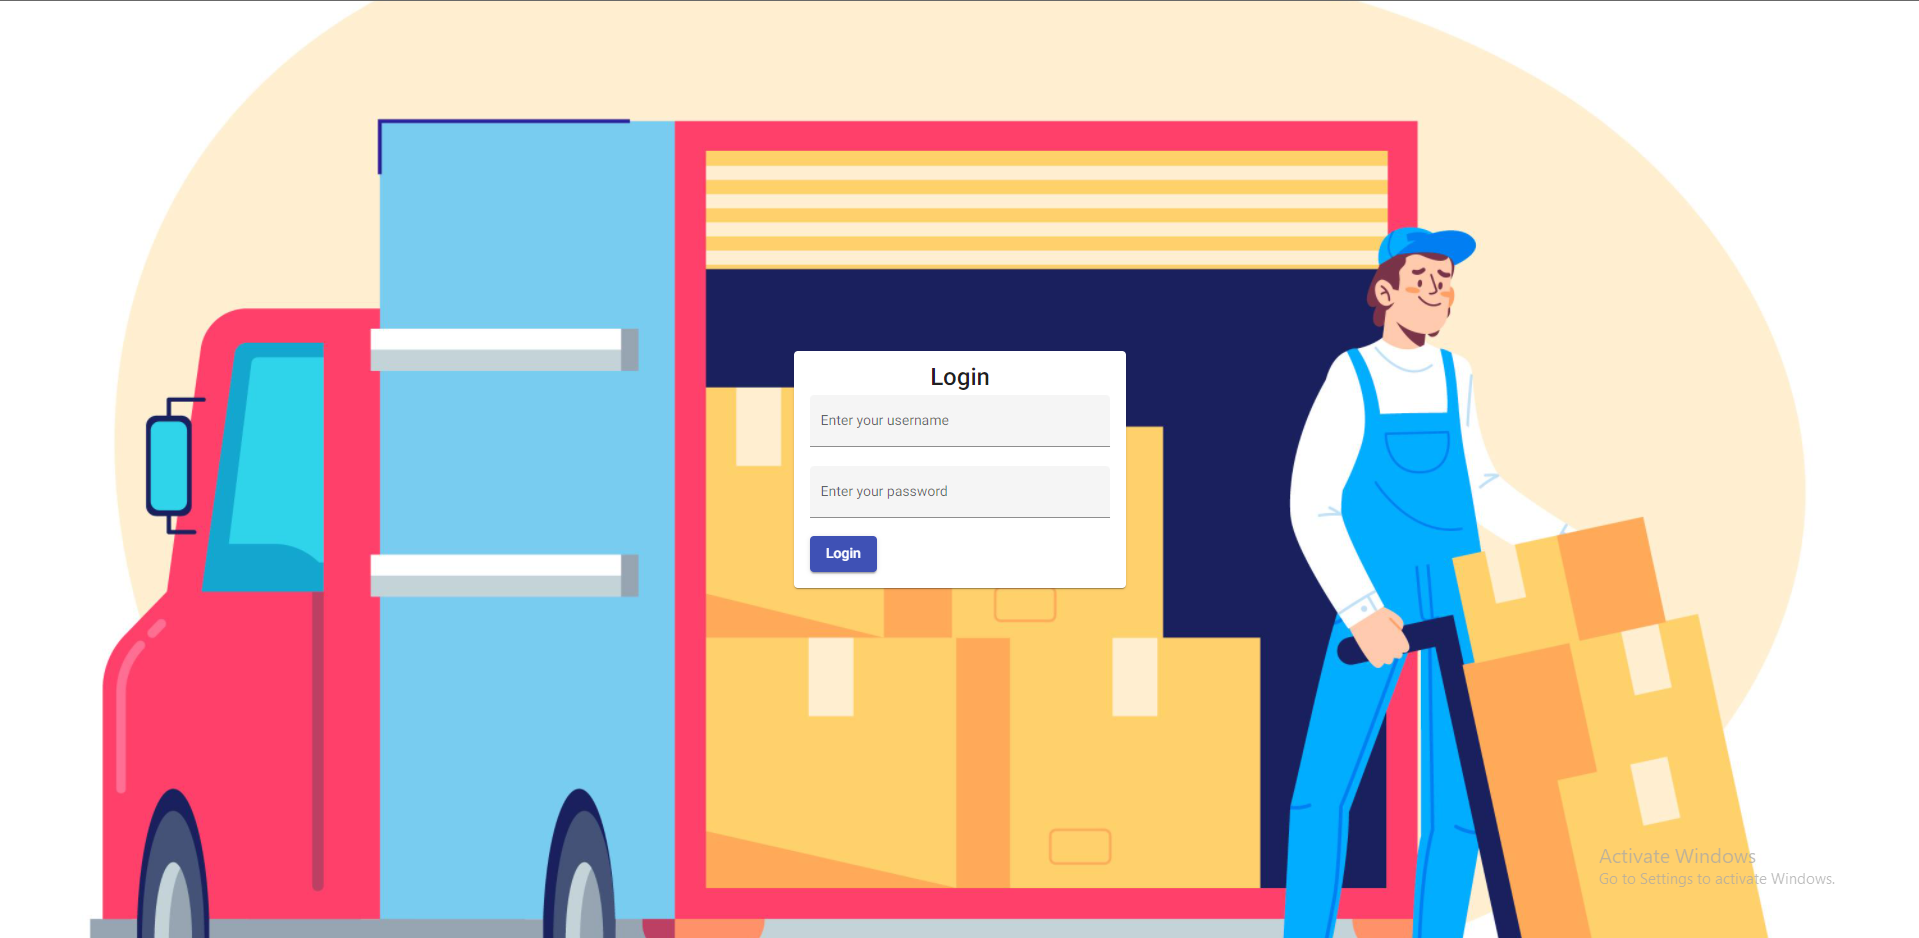 Login
Enter your username
Enter your password
Login
Activate Windows
Go to Settings to activate Windows.